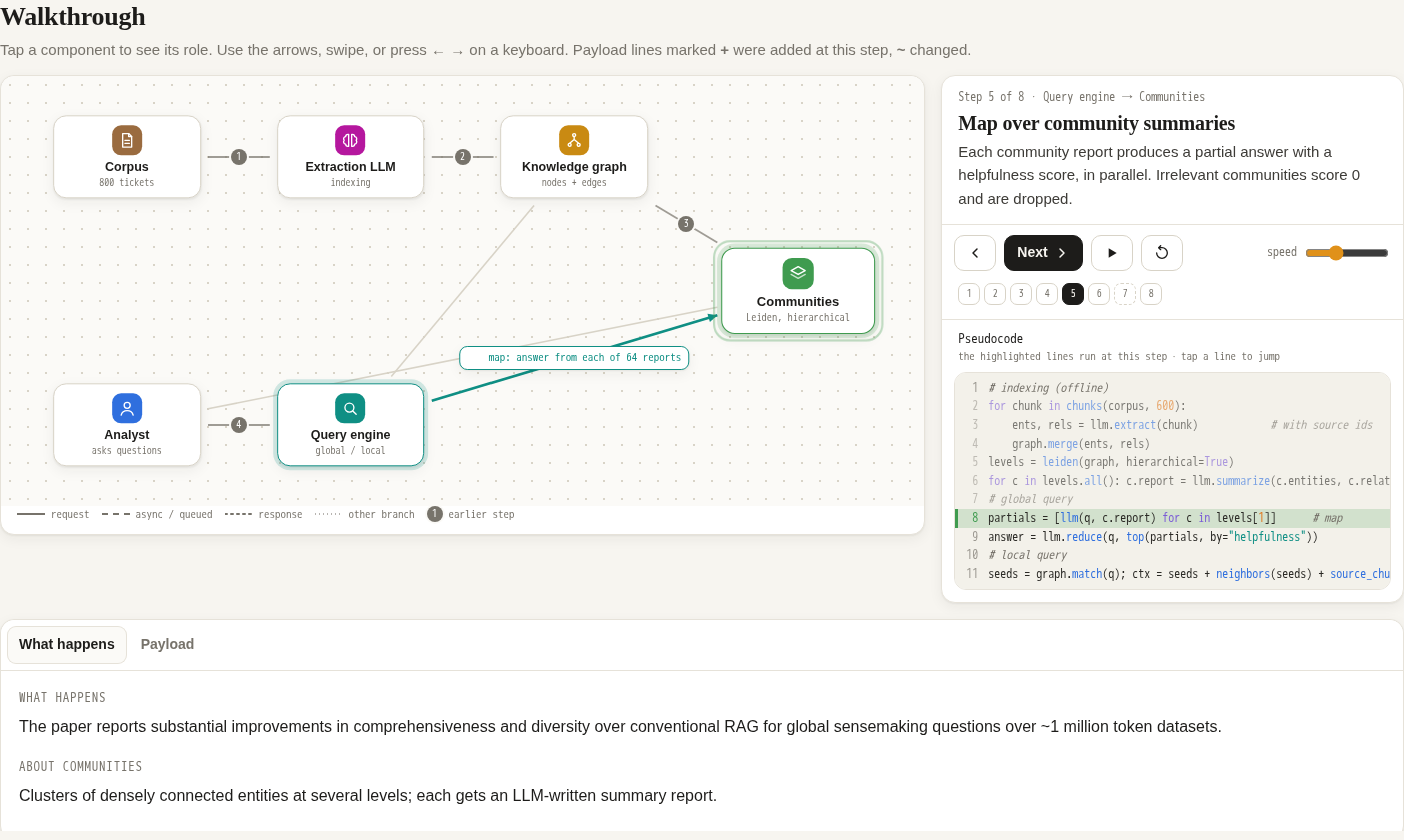 Walkthrough
Tap a component to see its role. Use the arrows, swipe, or press ← → on a keyboard. Payload lines marked + were added at this step, ~ changed.
Corpus
800 tickets
1
Extraction LLM
indexing
2
Knowledge graph
nodes + edges
3
Communities
Leiden, hierarchical
map: answer from each of 64 reports
Analyst
asks questions
4
Query engine
global / local
request
async / queued
response
other branch
1 earlier step
Step 5 of 8 · Query engine → Communities
Map over community summaries
Each community report produces a partial answer with a
helpfulness score, in parallel. Irrelevant communities score 0
and are dropped.
Next
speed
1 2 3 4 5 6 7 8
Pseudocode
the highlighted lines run at this step · tap a line to jump
1 # indexing (offline)
2 for chunk in chunks(corpus, 600):
3 ents, rels = llm.extract(chunk) # with source ids
4 graph.merge(ents, rels)
5 levels = leiden(graph, hierarchical=True)
6 for c in levels.all(): c.report = llm.summarize(c.entities, c.relat
7 # global query
8 partials = [llm(q, c.report) for c in levels[1]] # map
9 answer = llm.reduce(q, top(partials, by="helpfulness"))
10 # local query
11 seeds = graph.match(q); ctx = seeds + neighbors(seeds) + source_chu
What happens
Payload
WHAT HAPPENS
The paper reports substantial improvements in comprehensiveness and diversity over conventional RAG for global sensemaking questions over ~1 million token datasets.
ABOUT COMMUNITIES
Clusters of densely connected entities at several levels; each gets an LLM-written summary report.